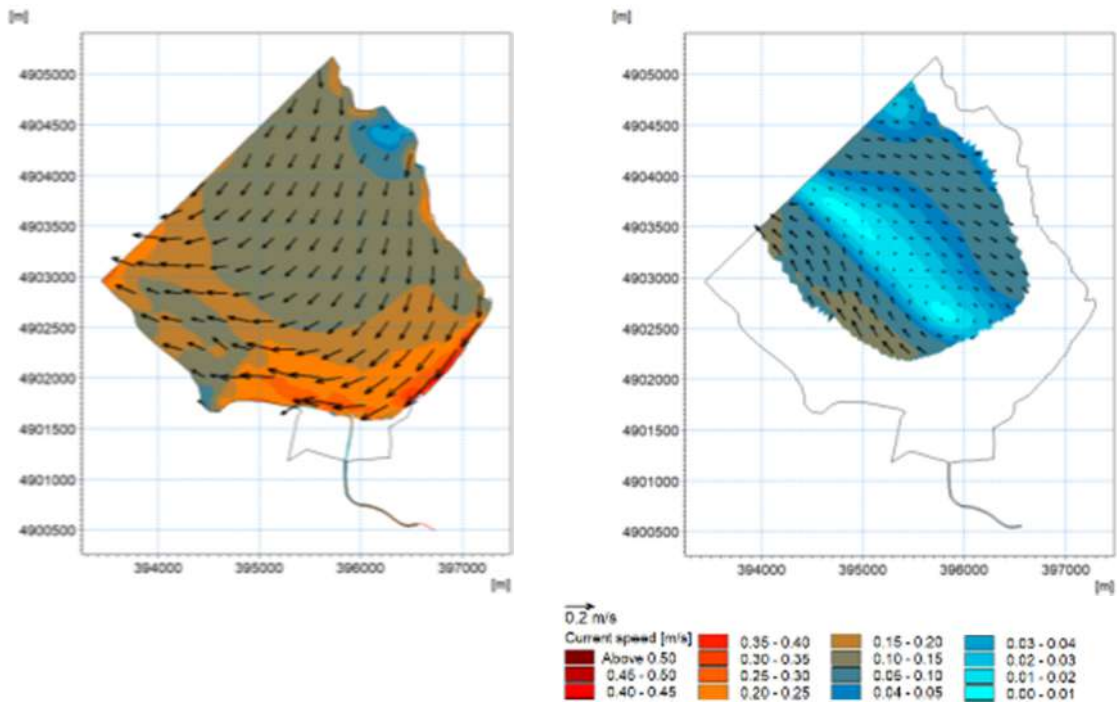 [m]
[m]
4905000
4904500
4904000
4903500
4903000
4902500
4902000
4901500
4901000
4900500
394000
395000
396000
397000
[m]
4905000
4904500
4904000
4903500
4903000
4902500
4902000
4901500
4901000
4900500
394000
395000
396000
397000
[m]
0.2 m/s
Current speed [m/s]
Above 0.50
0.45 - 0.50
0.40 - 0.45
0.35 - 0.40
0.30 - 0.35
0.25 - 0.30
0.20 - 0.25
0.15 - 0.20
0.10 - 0.15
0.05 - 0.10
0.04 - 0.05
0.03 - 0.04
0.02 - 0.03
0.01 - 0.02
0.00 - 0.01